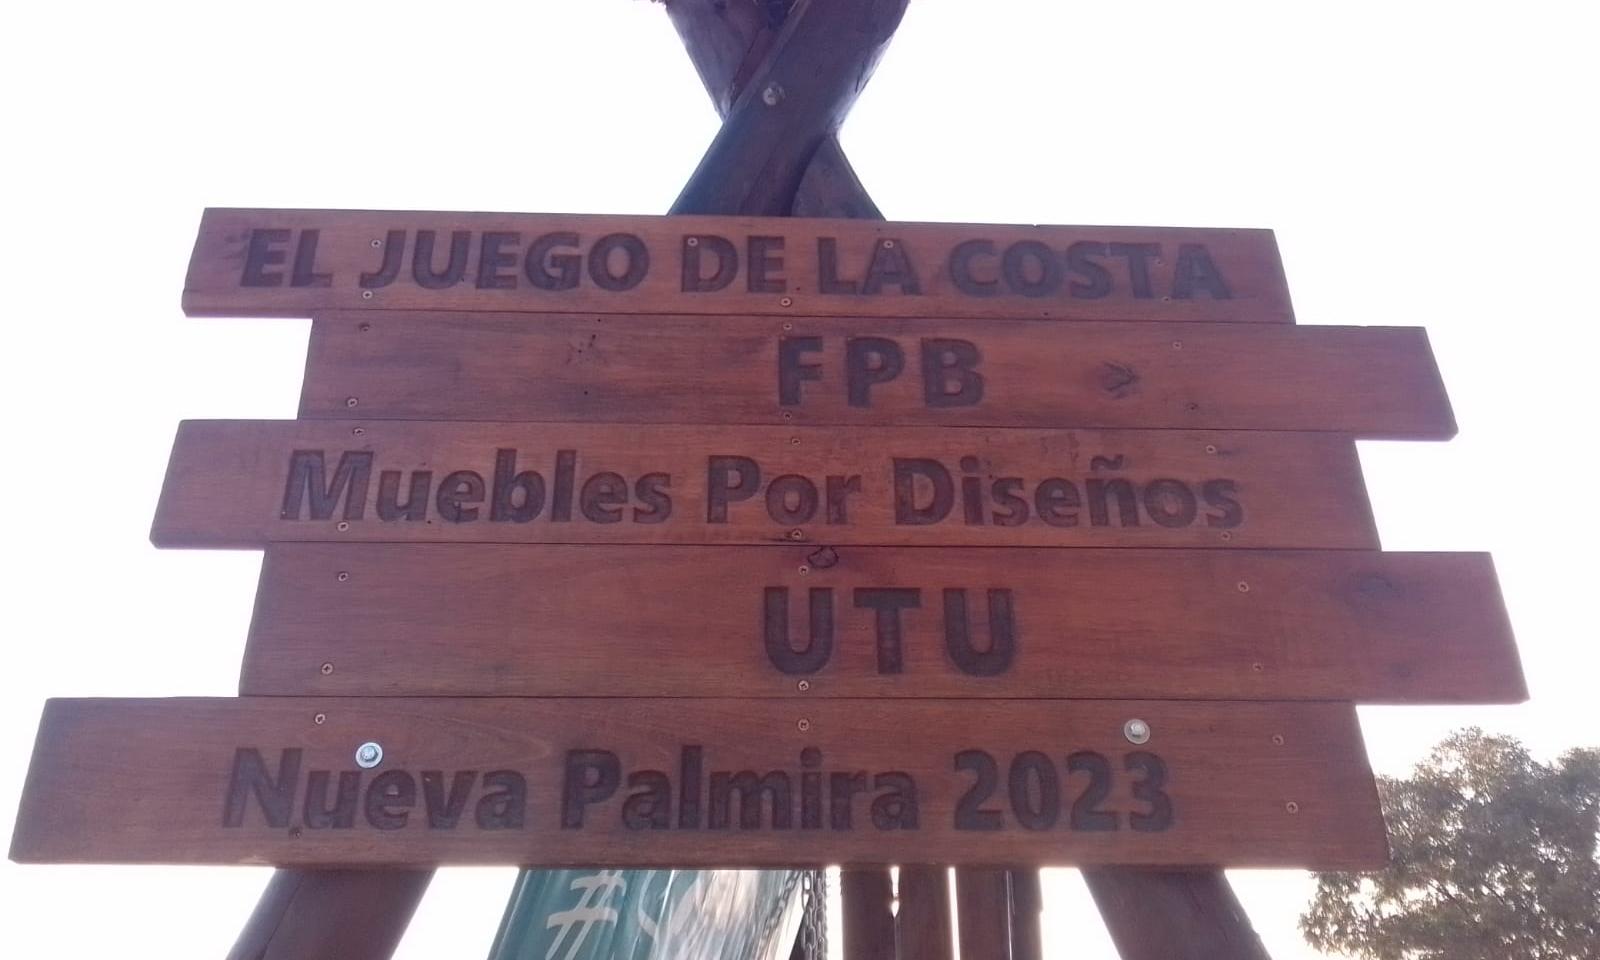 EL JUEGO DE LA COSTA
FPB
Muebles Por Diseños
UTU
Nueva Palmira 2023
#